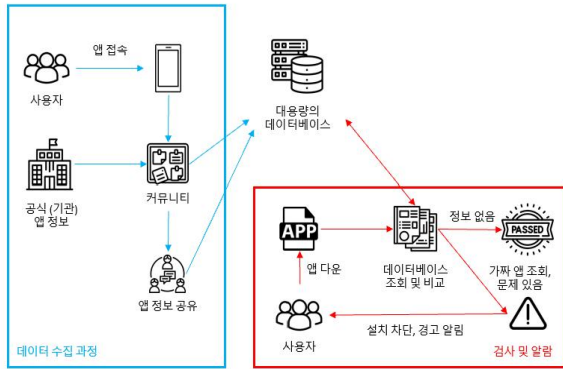 앱 접속
사용자
대용량의
데이터베이스
공식 (기관)
앱 정보
커뮤니티
앱 정보 공유
데이터 수집 과정
APP
정보 없음
PASSED
앱 다운
데이터베이스
조회 및 비교
가짜 앱 조회,
문제 있음
사용자
설치 차단, 경고 알림
검사 및 알람